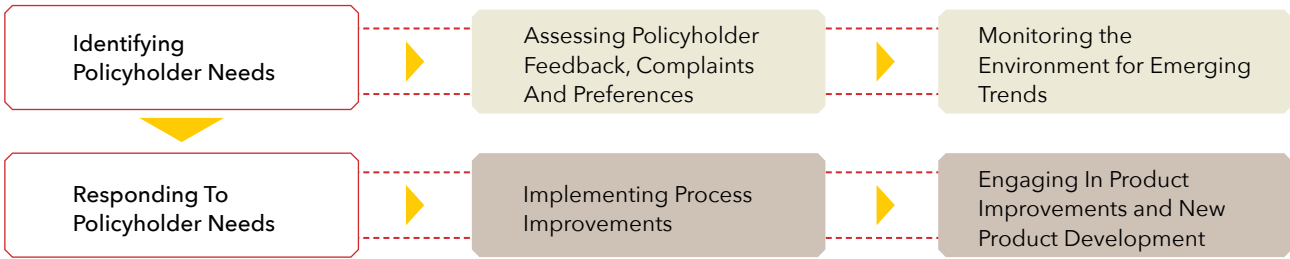 Identifying
Policyholder Needs
Assessing Policyholder
Feedback, Complaints
And Preferences
Monitoring the
Environment for Emerging
Trends
Responding To
Policyholder Needs
Implementing Process
Improvements
Engaging In Product
Improvements and New
Product Development